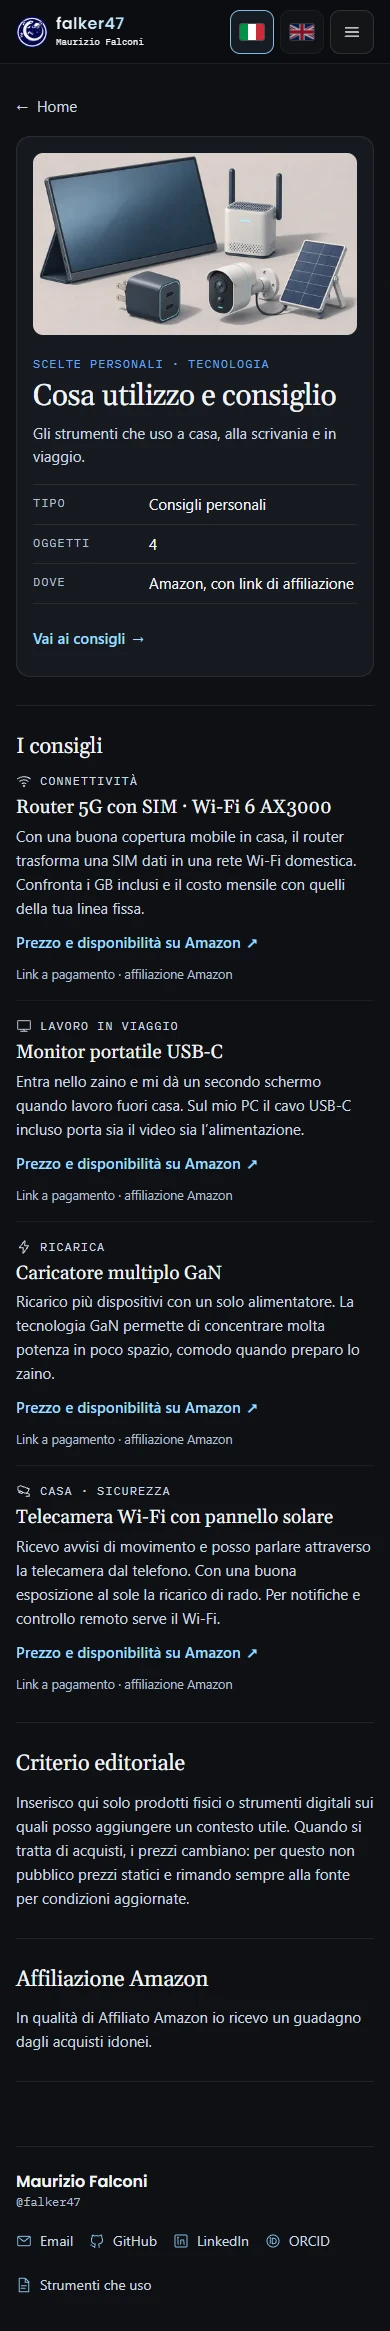 falker47
Maurizio Falconi
← Home
SCELTE PERSONALI · TECNOLOGIA
Cosa utilizzo e consiglio
Gli strumenti che uso a casa, alla scrivania e in
viaggio.
TIPO Consigli personali
OGGETTI 4
DOVE Amazon, con link di affiliazione
Vai ai consigli →
I consigli
CONNETTIVITÀ
Router 5G con SIM · Wi-Fi 6 AX3000
Con una buona copertura mobile in casa, il router
trasforma una SIM dati in una rete Wi-Fi domestica.
Confronta i GB inclusi e il costo mensile con quelli
della tua linea fissa.
Prezzo e disponibilità su Amazon ↗
Link a pagamento · affiliazione Amazon
LAVORO IN VIAGGIO
Monitor portatile USB-C
Entra nello zaino e mi dà un secondo schermo
quando lavoro fuori casa. Sul mio PC il cavo USB-C
incluso porta sia il video sia l'alimentazione.
Prezzo e disponibilità su Amazon ↗
Link a pagamento · affiliazione Amazon
RICARICA
Caricatore multiplo GaN
Ricarico più dispositivi con un solo alimentatore. La
tecnologia GaN permette di concentrare molta
potenza in poco spazio, comodo quando preparo lo
zaino.
Prezzo e disponibilità su Amazon ↗
Link a pagamento · affiliazione Amazon
CASA · SICUREZZA
Telecamera Wi-Fi con pannello solare
Ricevo avvisi di movimento e posso parlare attraverso
la telecamera dal telefono. Con una buona
esposizione al sole la ricarico di rado. Per notifiche e
controllo remoto serve il Wi-Fi.
Prezzo e disponibilità su Amazon ↗
Link a pagamento · affiliazione Amazon
Criterio editoriale
Inserisco qui solo prodotti fisici o strumenti digitali sui
quali posso aggiungere un contesto utile. Quando si
tratta di acquisti, i prezzi cambiano: per questo non
pubblico prezzi statici e rimando sempre alla fonte
per condizioni aggiornate.
Affiliazione Amazon
In qualità di Affiliato Amazon io ricevo un guadagno
dagli acquisti idonei.
Maurizio Falconi
@falker47
Email GitHub LinkedIn ORCID
Strumenti che uso